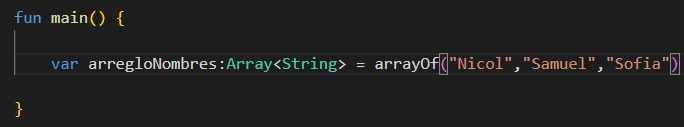 fun main() {
var arregloNombres:Array<String> = arrayOf("Nicol","Samuel","Sofia")
}